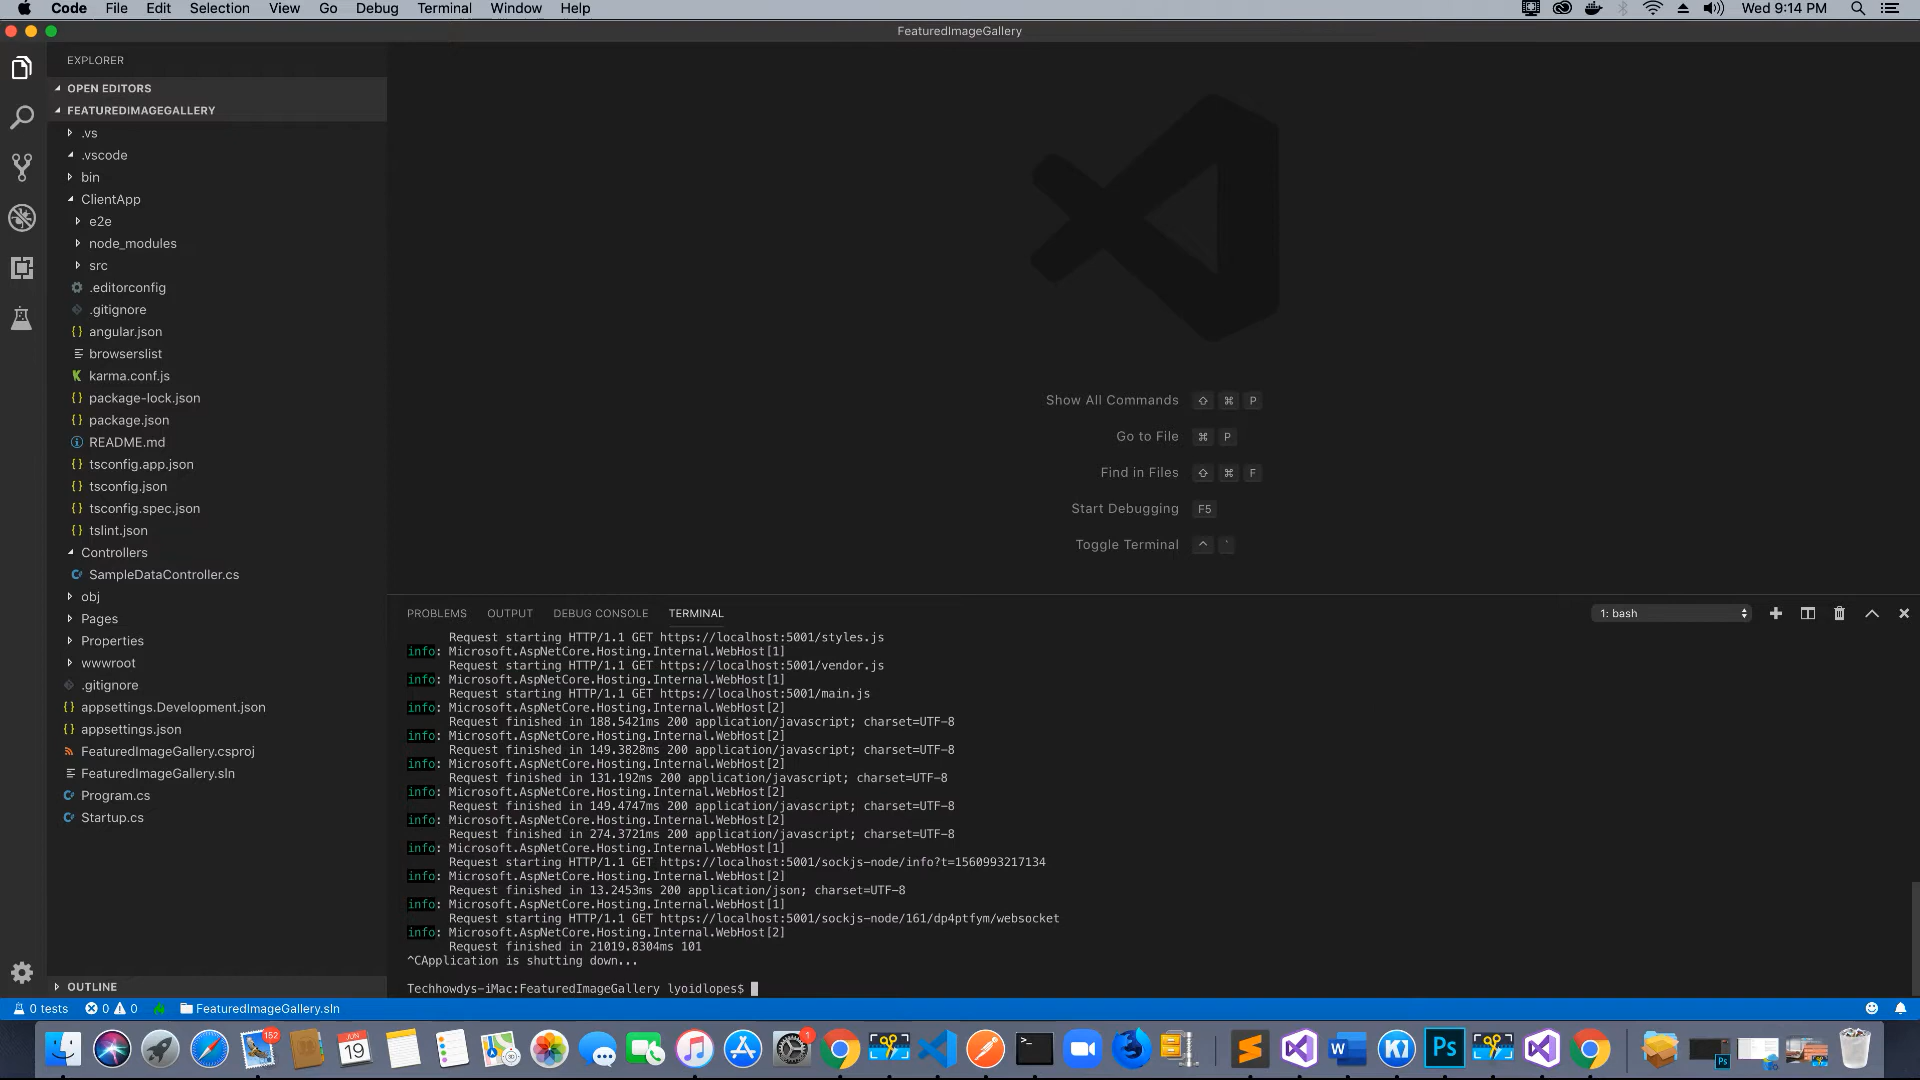 Code File Edit Selection View Go Debug Terminal Window Help
Wed 9:14 PM
FeaturedImageGallery
EXPLORER
OPEN EDITORS
FEATUREDIMAGEGALLERY
.vs
.vscode
bin
ClientApp
e2e
node_modules
src
.editorconfig
.gitignore
angular.json
browserslist
karma.conf.js
package-lock.json
package.json
README.md
tsconfig.app.json
tsconfig.json
tsconfig.spec.json
tslint.json
Controllers
SampleDataController.cs
obj
Pages
Properties
wwwroot
.gitignore
appsettings.Development.json
appsettings.json
FeaturedImageGallery.csproj
FeaturedImageGallery.sln
Program.cs
Startup.cs
OUTLINE
Show All Commands ⇧ ⌘ P
Go to File ⌘ P
Find in Files ⇧ ⌘ F
Start Debugging F5
Toggle Terminal ^ `
PROBLEMS OUTPUT DEBUG CONSOLE TERMINAL
1: bash
Request starting HTTP/1.1 GET https://localhost:5001/styles.js
info: Microsoft.AspNetCore.Hosting.Internal.WebHost[1]
Request starting HTTP/1.1 GET https://localhost:5001/vendor.js
info: Microsoft.AspNetCore.Hosting.Internal.WebHost[1]
Request starting HTTP/1.1 GET https://localhost:5001/main.js
info: Microsoft.AspNetCore.Hosting.Internal.WebHost[2]
Request finished in 188.5421ms 200 application/javascript; charset=UTF-8
info: Microsoft.AspNetCore.Hosting.Internal.WebHost[2]
Request finished in 149.3828ms 200 application/javascript; charset=UTF-8
info: Microsoft.AspNetCore.Hosting.Internal.WebHost[2]
Request finished in 131.192ms 200 application/javascript; charset=UTF-8
info: Microsoft.AspNetCore.Hosting.Internal.WebHost[2]
Request finished in 149.4747ms 200 application/javascript; charset=UTF-8
info: Microsoft.AspNetCore.Hosting.Internal.WebHost[2]
Request finished in 274.3721ms 200 application/javascript; charset=UTF-8
info: Microsoft.AspNetCore.Hosting.Internal.WebHost[1]
Request starting HTTP/1.1 GET https://localhost:5001/sockjs-node/info?t=1560993217134
info: Microsoft.AspNetCore.Hosting.Internal.WebHost[2]
Request finished in 13.2453ms 200 application/json; charset=UTF-8
info: Microsoft.AspNetCore.Hosting.Internal.WebHost[1]
Request starting HTTP/1.1 GET https://localhost:5001/sockjs-node/161/dp4ptfym/websocket
info: Microsoft.AspNetCore.Hosting.Internal.WebHost[2]
Request finished in 21019.8304ms 101
^CApplication is shutting down...
Techhowdys-iMac:FeaturedImageGallery lyoidlopes$
0 tests 0 0 FeaturedImageGallery.sln
152
JUN
19
1
W
KI
Ps